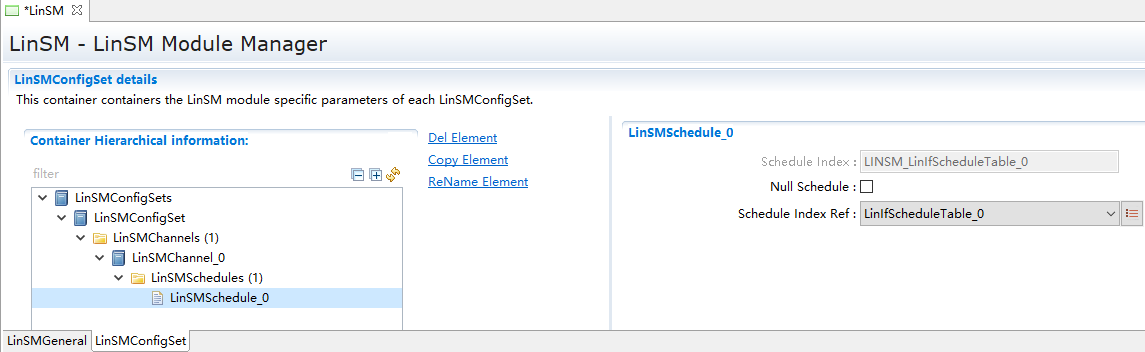 *LinSM
LinSM - LinSM Module Manager
LinSMConfigSet details
This container containers the LinSM module specific parameters of each LinSMConfigSet.
Container Hierarchical information:
filter
LinSMConfigSets
LinSMConfigSet
LinSMChannels (1)
LinSMChannel_0
LinSMSchedules (1)
LinSMSchedule_0
Del Element
Copy Element
ReName Element
LinSMSchedule_0
Schedule Index : LINSM_LinIfScheduleTable_0
Null Schedule :
Schedule Index Ref : LinIfScheduleTable_0
LinSMGeneral LinSMConfigSet